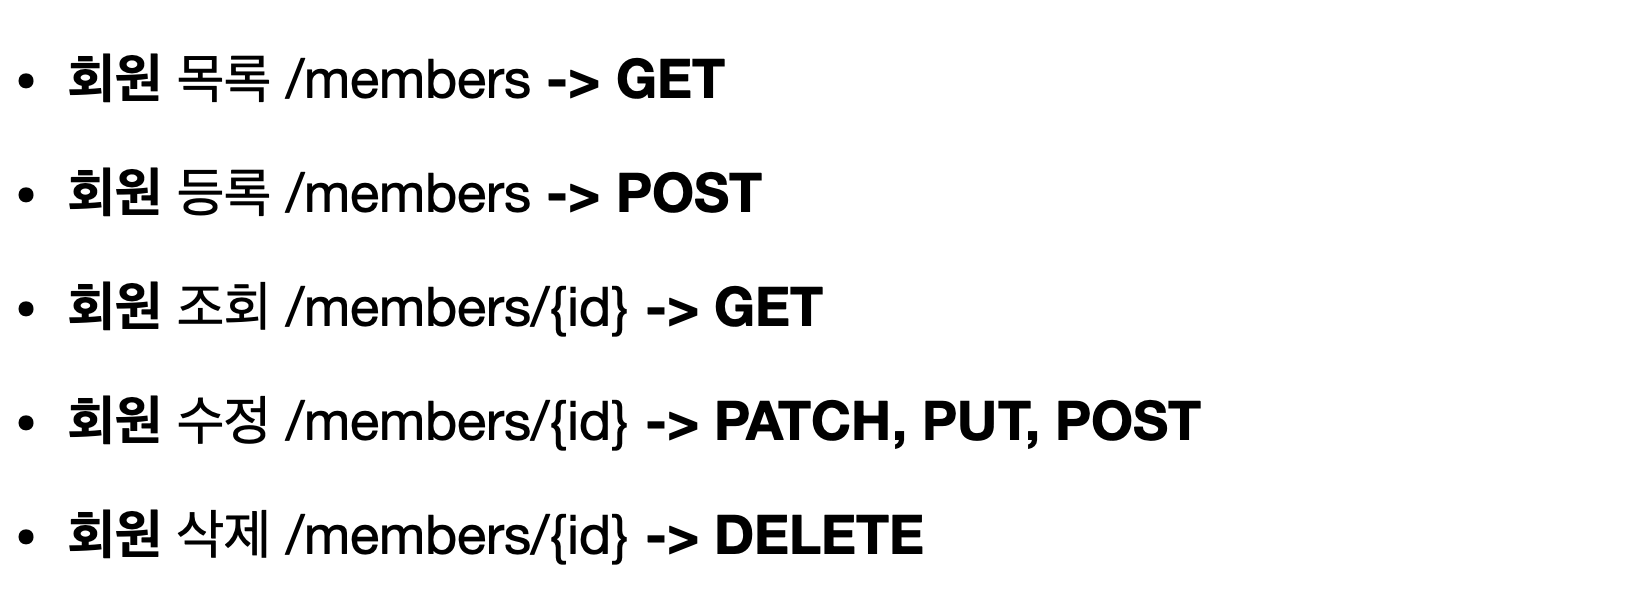 • 회원 목록 /members -> GET
• 회원 등록 /members -> POST
• 회원 조회 /members/{id} -> GET
• 회원 수정 /members/{id} -> PATCH, PUT, POST
• 회원 삭제 /members/{id} -> DELETE